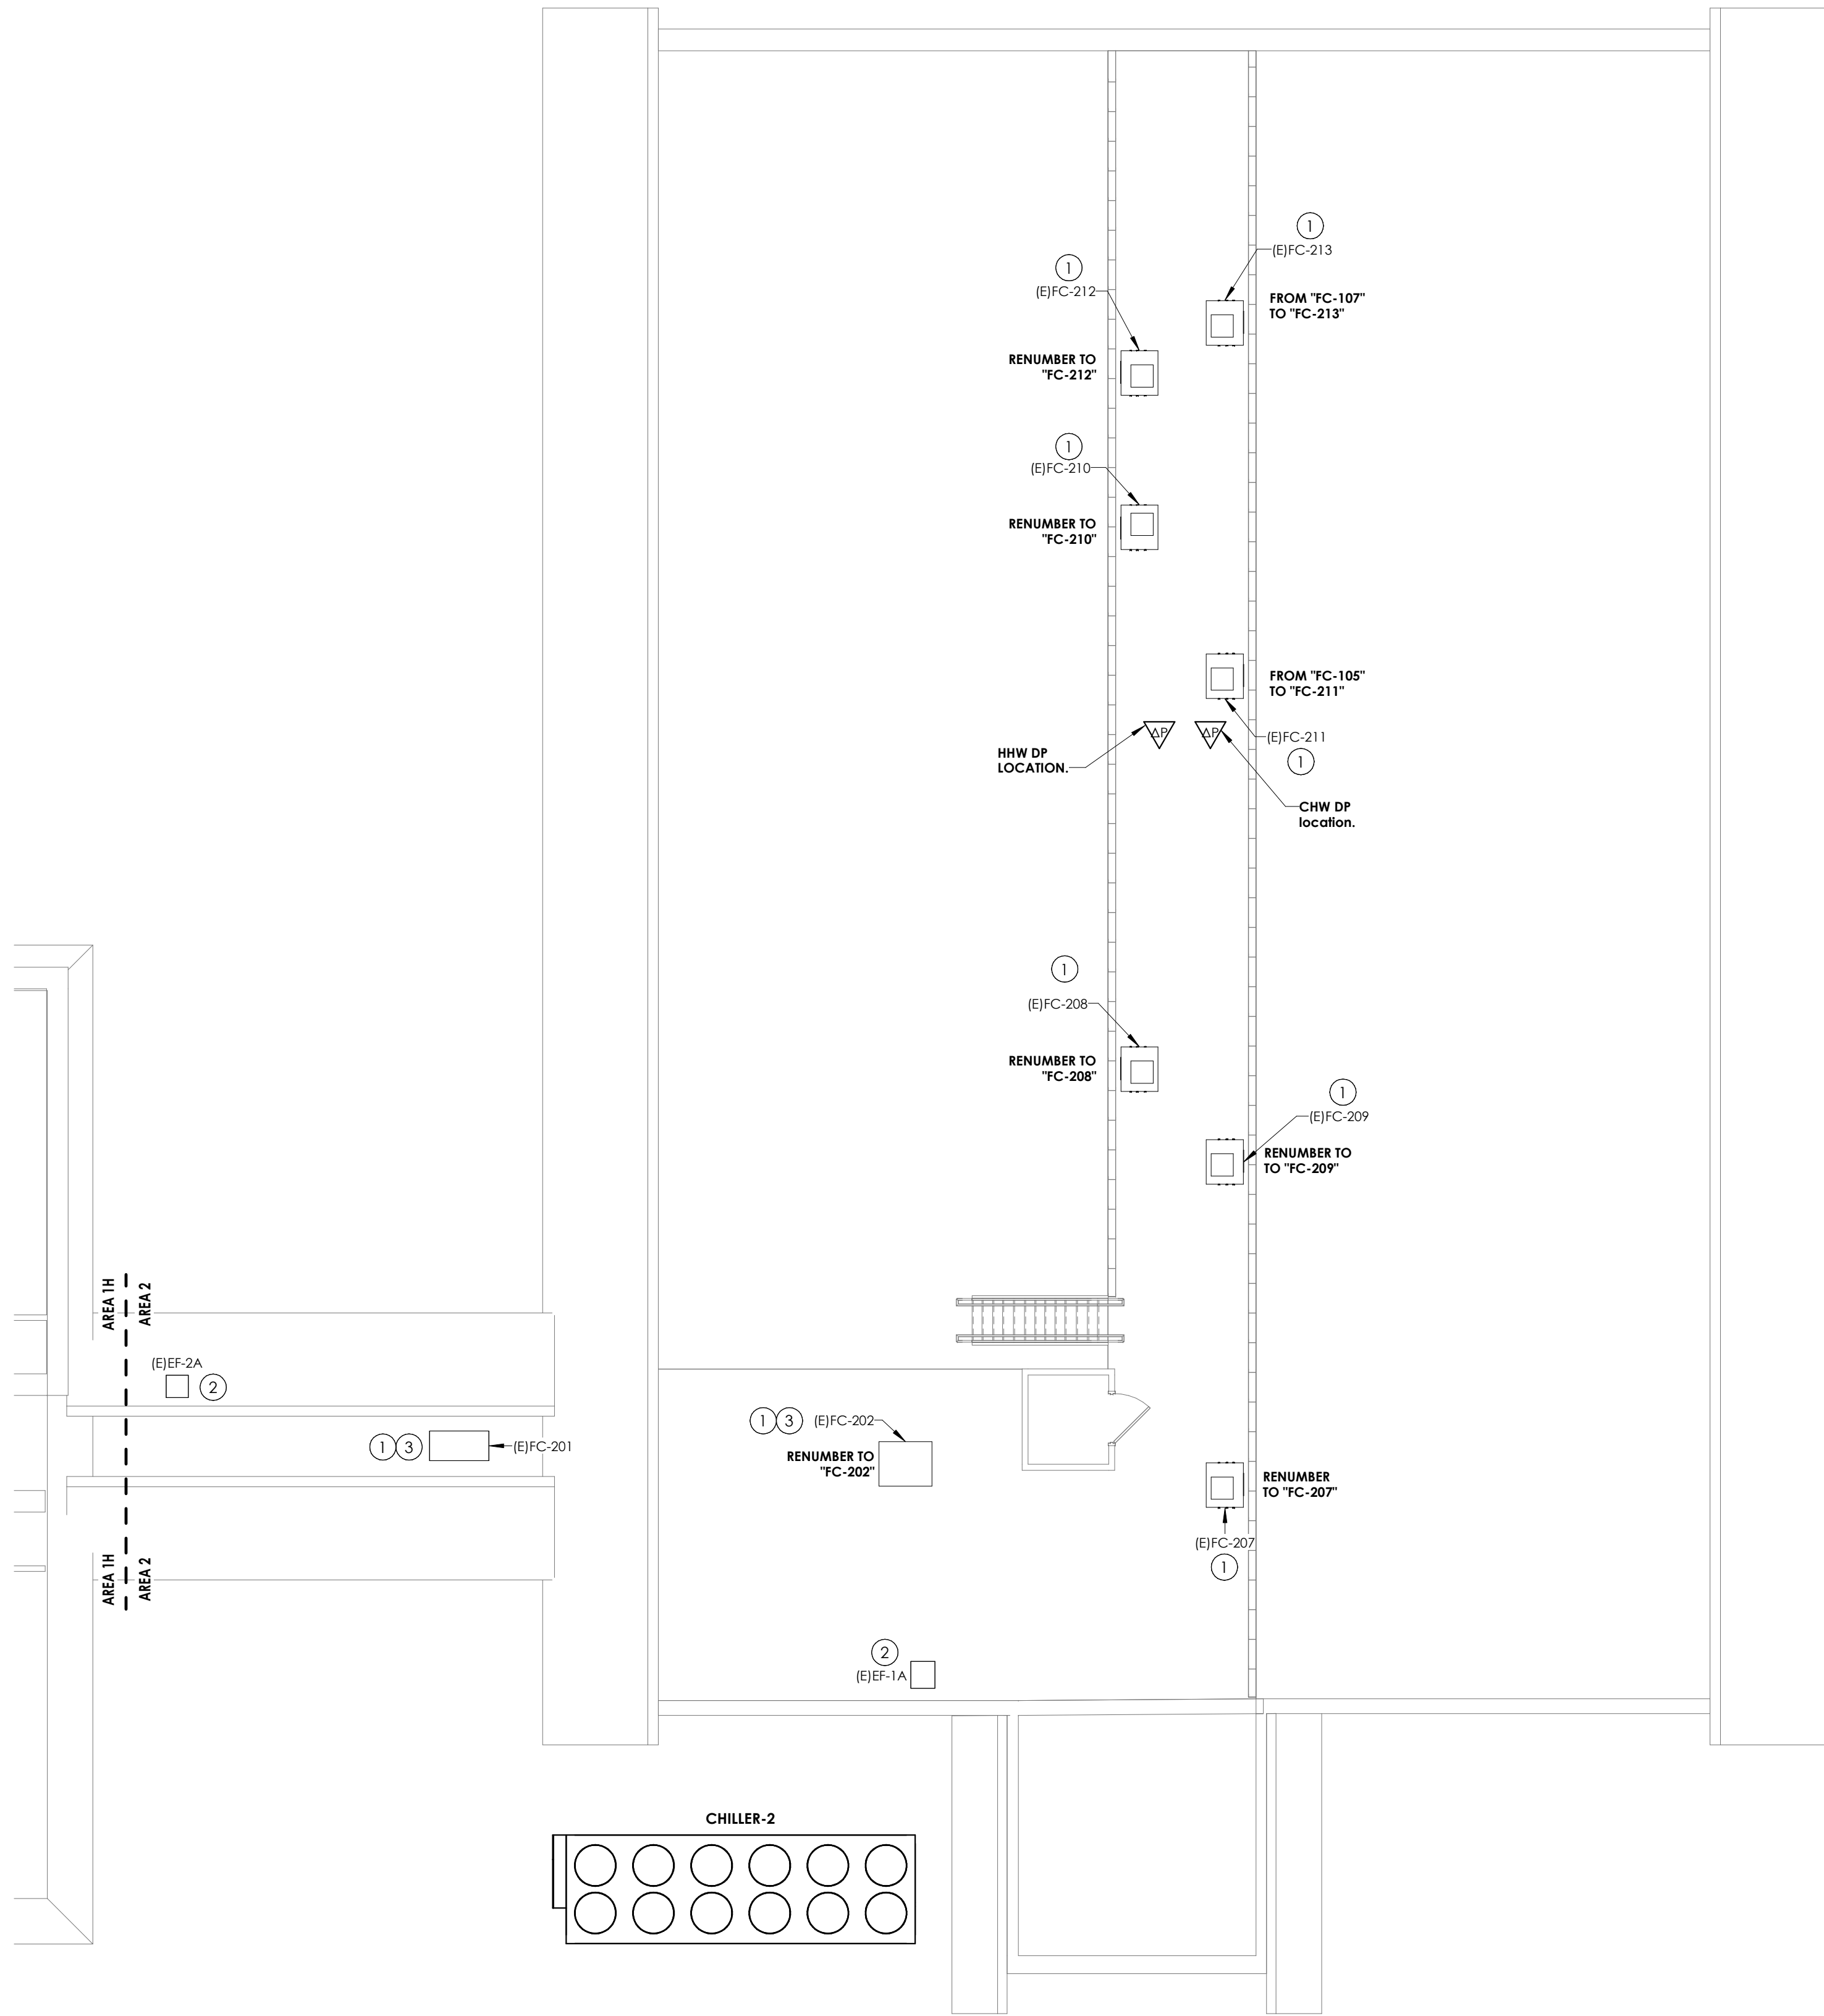 1
(E)FC-213
FROM "FC-107"
TO "FC-213"
1
(E)FC-212
RENUMBER TO
"FC-212"
1
(E)FC-210
RENUMBER TO
"FC-210"
FROM "FC-105"
TO "FC-211"
(E)FC-211
1
ΔP
ΔP
HHW DP
LOCATION.
CHW DP
location.
1
(E)FC-208
RENUMBER TO
"FC-208"
1
(E)FC-209
RENUMBER TO
TO "FC-209"
AREA 1H
AREA 2
(E)EF-2A
2
1 3 (E)FC-201
1 3 (E)FC-202
RENUMBER TO
"FC-202"
RENUMBER
TO "FC-207"
(E)FC-207
1
AREA 1H
AREA 2
2
(E)EF-1A
CHILLER-2